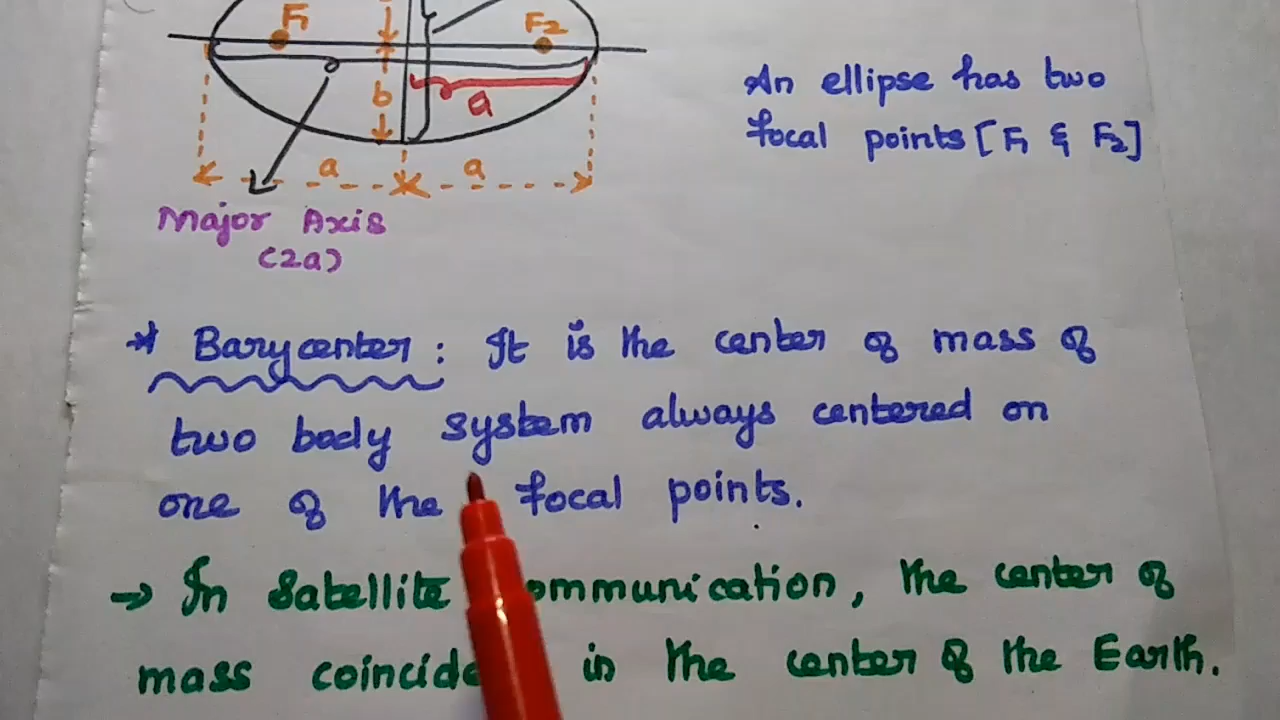 F1
F2
b
a
a
a
Major Axis
(2a)
An ellipse has two
focal points [F1 & F2]
* Barycenter: It is the center of mass of
two body system always centered on
one of the focal points.
→ In Satellite communication, the center of
mass coincide in the center of the Earth.